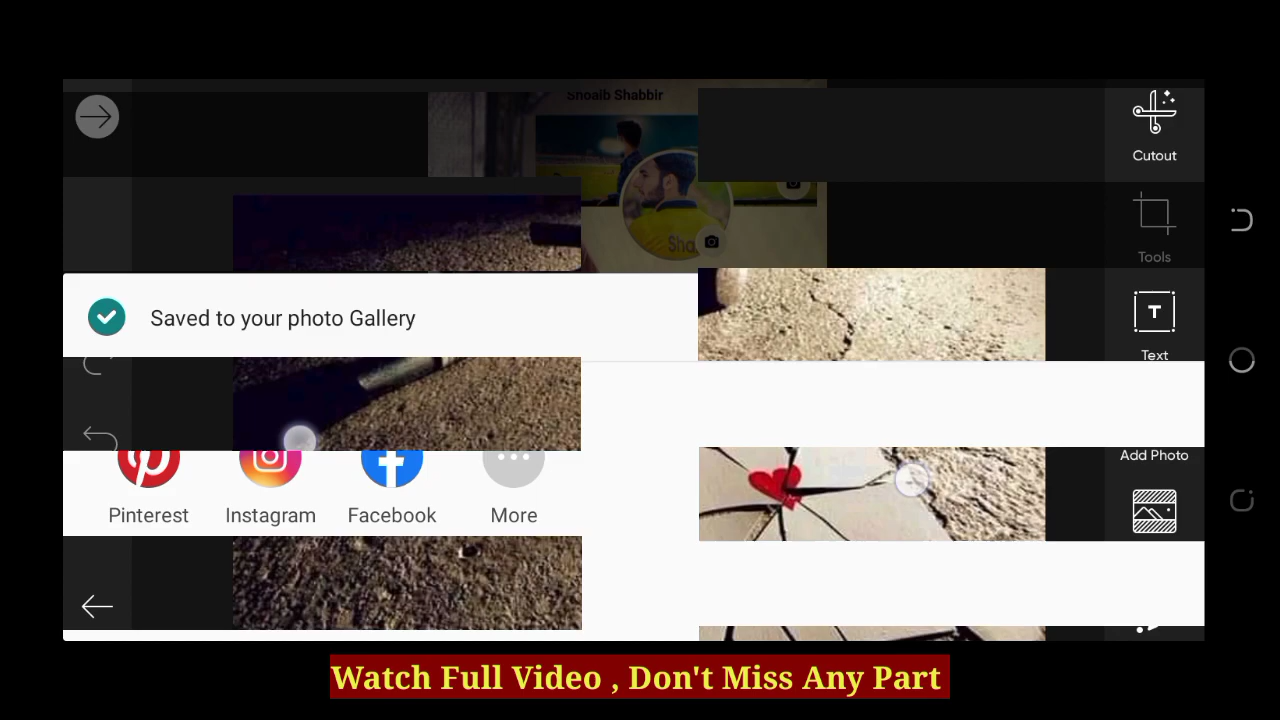 Shoaib Shabbir
Cutout
Sha
Tools
Saved to your photo Gallery
T
Text
Add Photo
Pinterest Instagram Facebook More
Watch Full Video , Don't Miss Any Part